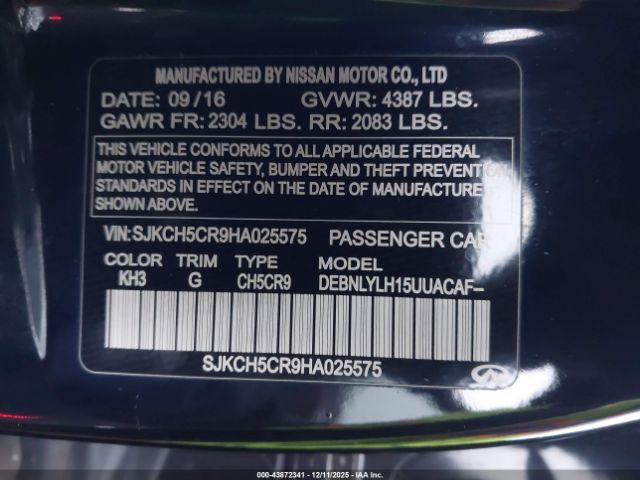 MANUFACTURED BY NISSAN MOTOR CO., LTD
DATE: 09/16 GVWR: 4387 LBS.
GAWR FR: 2304 LBS. RR: 2083 LBS.
THIS VEHICLE CONFORMS TO ALL APPLICABLE FEDERAL
MOTOR VEHICLE SAFETY, BUMPER AND THEFT PREVENTION
STANDARDS IN EFFECT ON THE DATE OF MANUFACTURE
SHOWN ABOVE.
VIN:SJKCH5CR9HA025575 PASSENGER CAR
COLOR TRIM TYPE MODEL
KH3 G CH5CR9 DEBNLYLH15UUACAF–
SJKCH5CR9HA025575
000-43872341 - 12/11/2025 - IAA